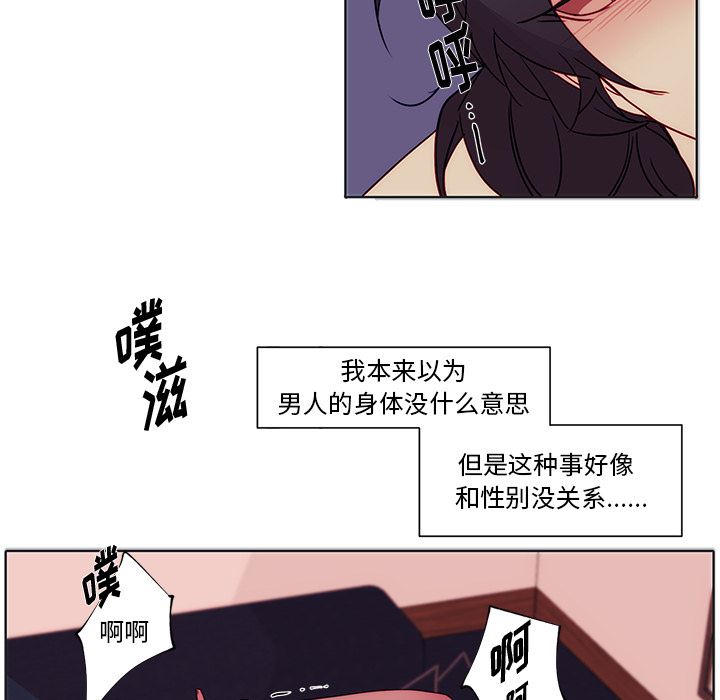 呼
呼…
噗
滋
我本来以为
男人的身体没什么意思
但是这种事好像
和性别没关系……
噗
啊啊
啊
啊